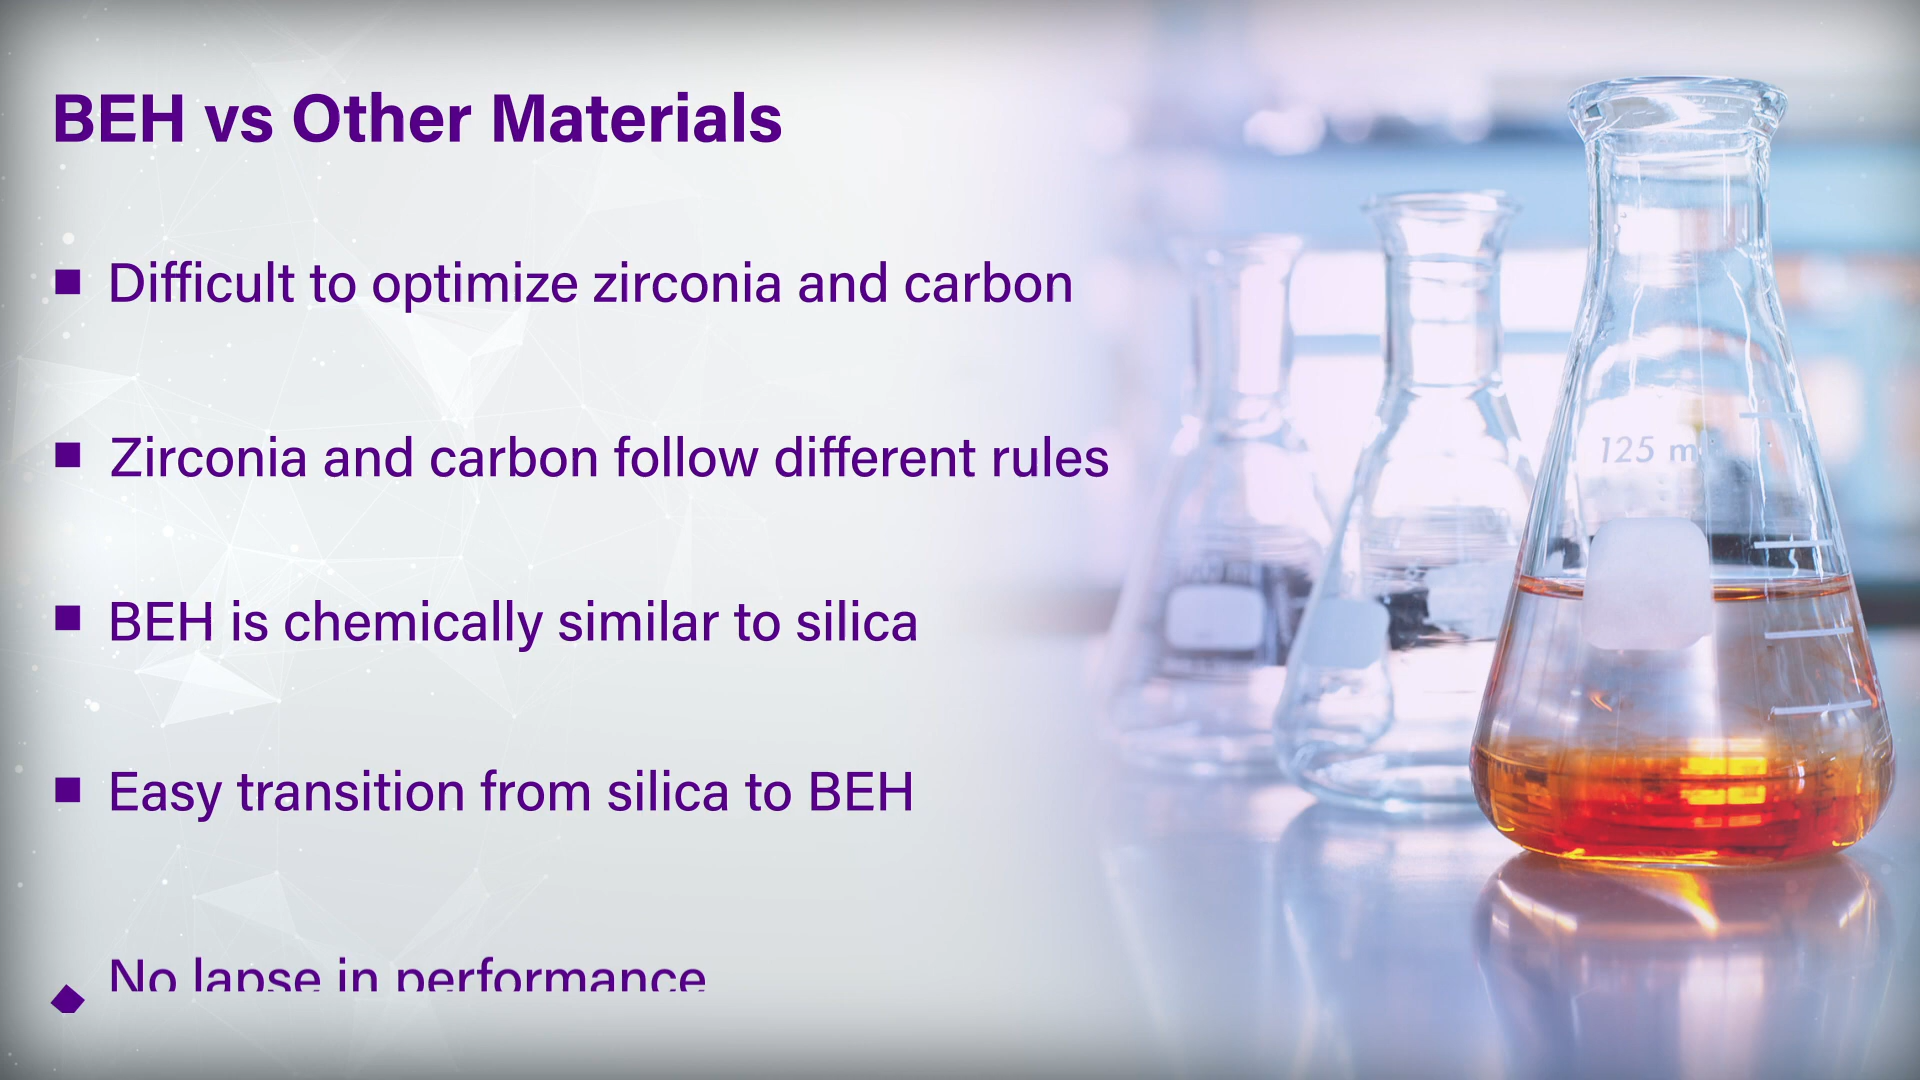 BEH vs Other Materials
Difficult to optimize zirconia and carbon
Zirconia and carbon follow different rules
BEH is chemically similar to silica
Easy transition from silica to BEH
No lapse in performance
125 m